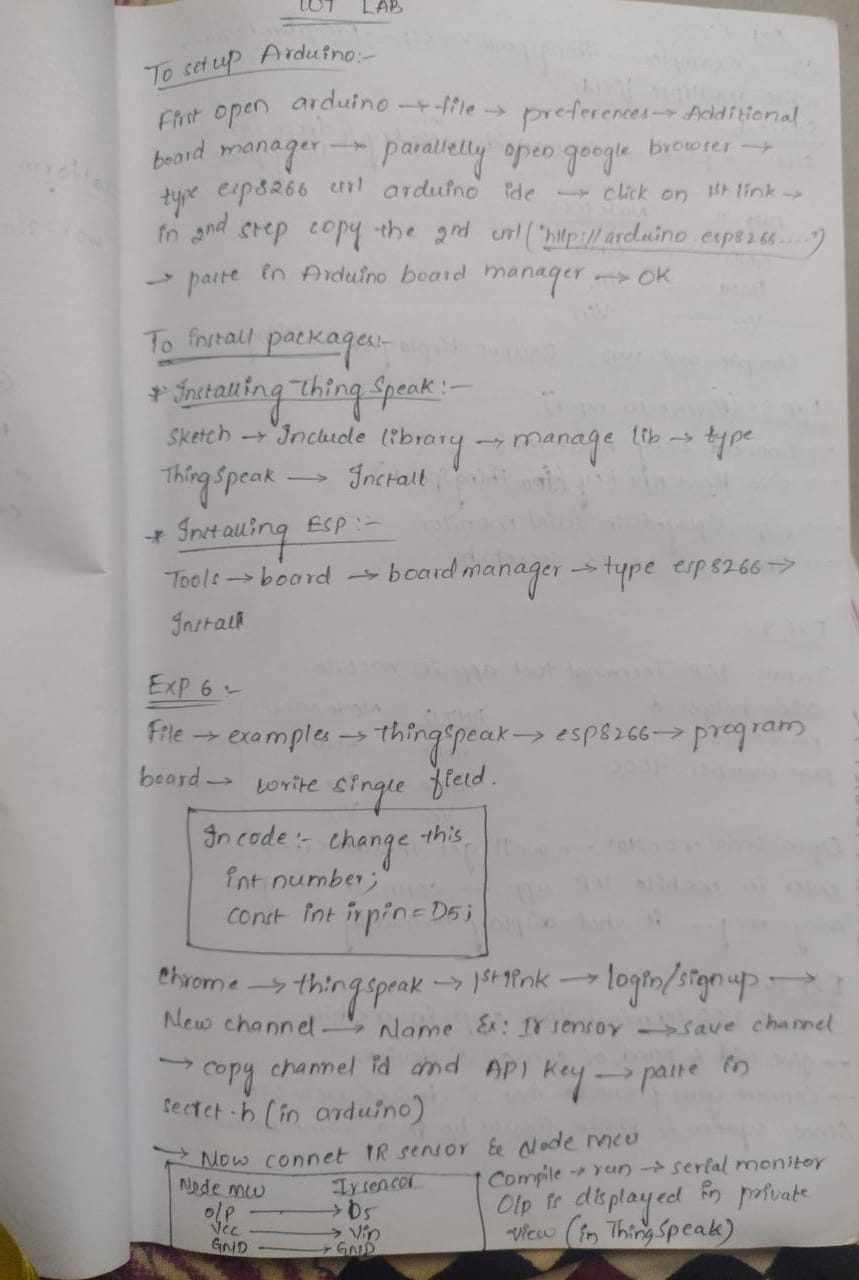 IOT LAB
To setup Arduino:-
First open arduino → file → preferences → Additional
board manager → parallelly open google browser →
type esp8266 url arduino ide → click on 1st link →
in 2nd step copy the 2nd url ("http://arduino.esp8266.....")
→ paste in Arduino board manager → OK
To install packages:-
* Installing Thing Speak :-
Sketch → Include library → manage lib → type
ThingSpeak → Install
* Installing ESP :-
Tools → board → board manager → type esp8266 →
Install
Exp 6 :-
File → examples → thingspeak → esp8266 → program
board → write single field.
In code :- change this
int number;
const int irpin = D5;
Chrome → thingspeak → 1st link → login/signup →
New channel → Name Ex: Ir sensor → save channel
→ copy channel id and API key → paste in
secret.h (in arduino)
→ Now connet IR sensor & Node mcu
Node mcu Ir sensor
O/P → D5
Vcc → Vin
GND → GND
Compile → run → serial monitor
O/p is displayed in private
view (in ThingSpeak)